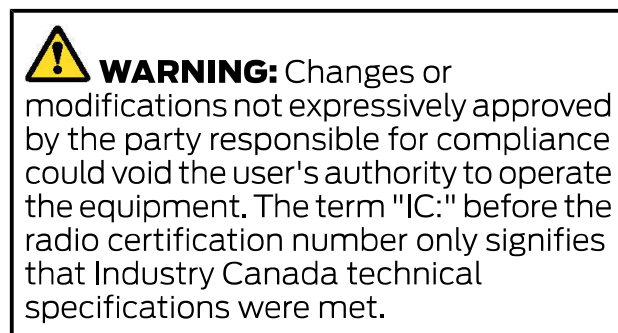 WARNING: Changes or
modifications not expressively approved
by the party responsible for compliance
could void the user's authority to operate
the equipment. The term "IC:" before the
radio certification number only signifies
that Industry Canada technical
specifications were met.